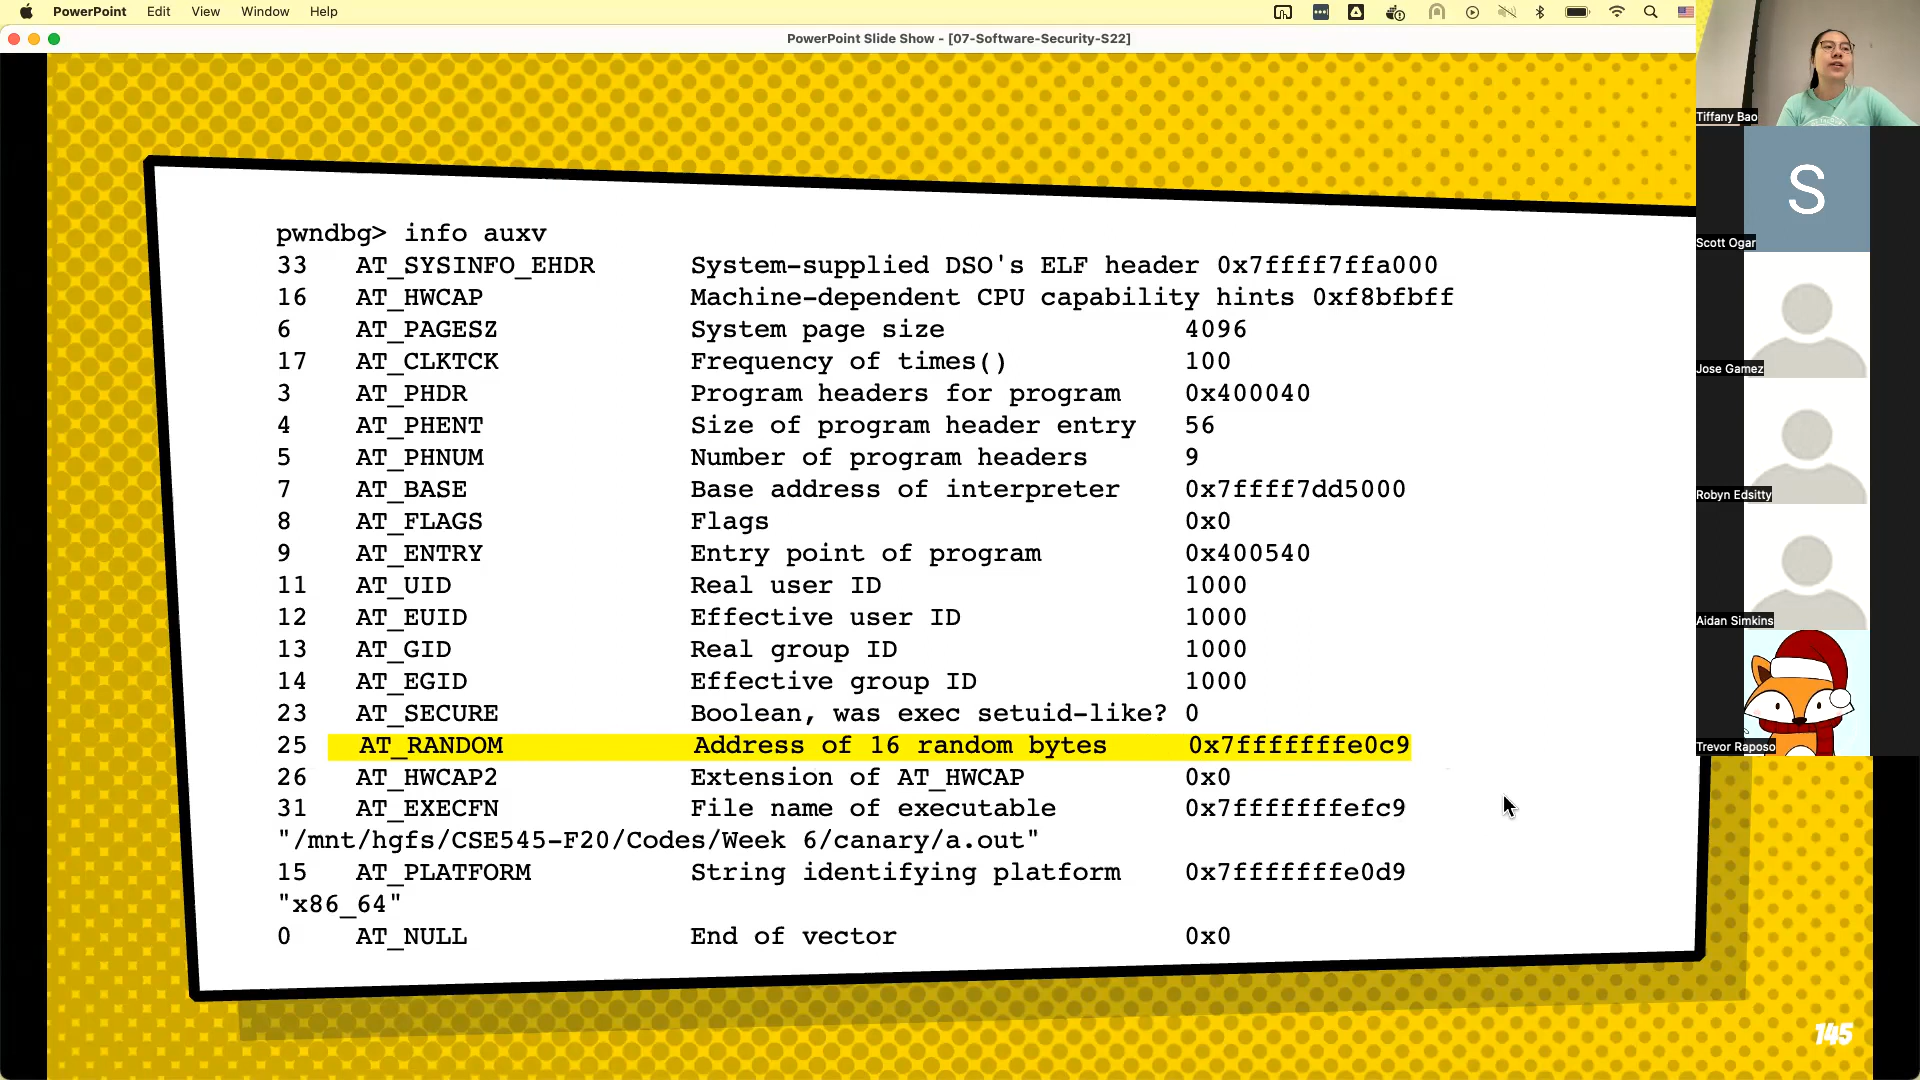 PowerPoint Edit View Window Help
PowerPoint Slide Show - [07-Software-Security-S22]
pwndbg> info auxv
33 AT_SYSINFO_EHDR System-supplied DSO's ELF header 0x7ffff7ffa000
16 AT_HWCAP Machine-dependent CPU capability hints 0xf8bfbff
6 AT_PAGESZ System page size 4096
17 AT_CLKTCK Frequency of times() 100
3 AT_PHDR Program headers for program 0x400040
4 AT_PHENT Size of program header entry 56
5 AT_PHNUM Number of program headers 9
7 AT_BASE Base address of interpreter 0x7ffff7dd5000
8 AT_FLAGS Flags 0x0
9 AT_ENTRY Entry point of program 0x400540
11 AT_UID Real user ID 1000
12 AT_EUID Effective user ID 1000
13 AT_GID Real group ID 1000
14 AT_EGID Effective group ID 1000
23 AT_SECURE Boolean, was exec setuid-like? 0
25 AT_RANDOM Address of 16 random bytes 0x7fffffffe0c9
26 AT_HWCAP2 Extension of AT_HWCAP 0x0
31 AT_EXECFN File name of executable 0x7fffffffefc9
"/mnt/hgfs/CSE545-F20/Codes/Week 6/canary/a.out"
15 AT_PLATFORM String identifying platform 0x7fffffffe0d9
"x86_64"
0 AT_NULL End of vector 0x0
145
Tiffany Bao
S
Scott Ogar
Jose Gamez
Robyn Edsitty
Aidan Simkins
Trevor Raposo